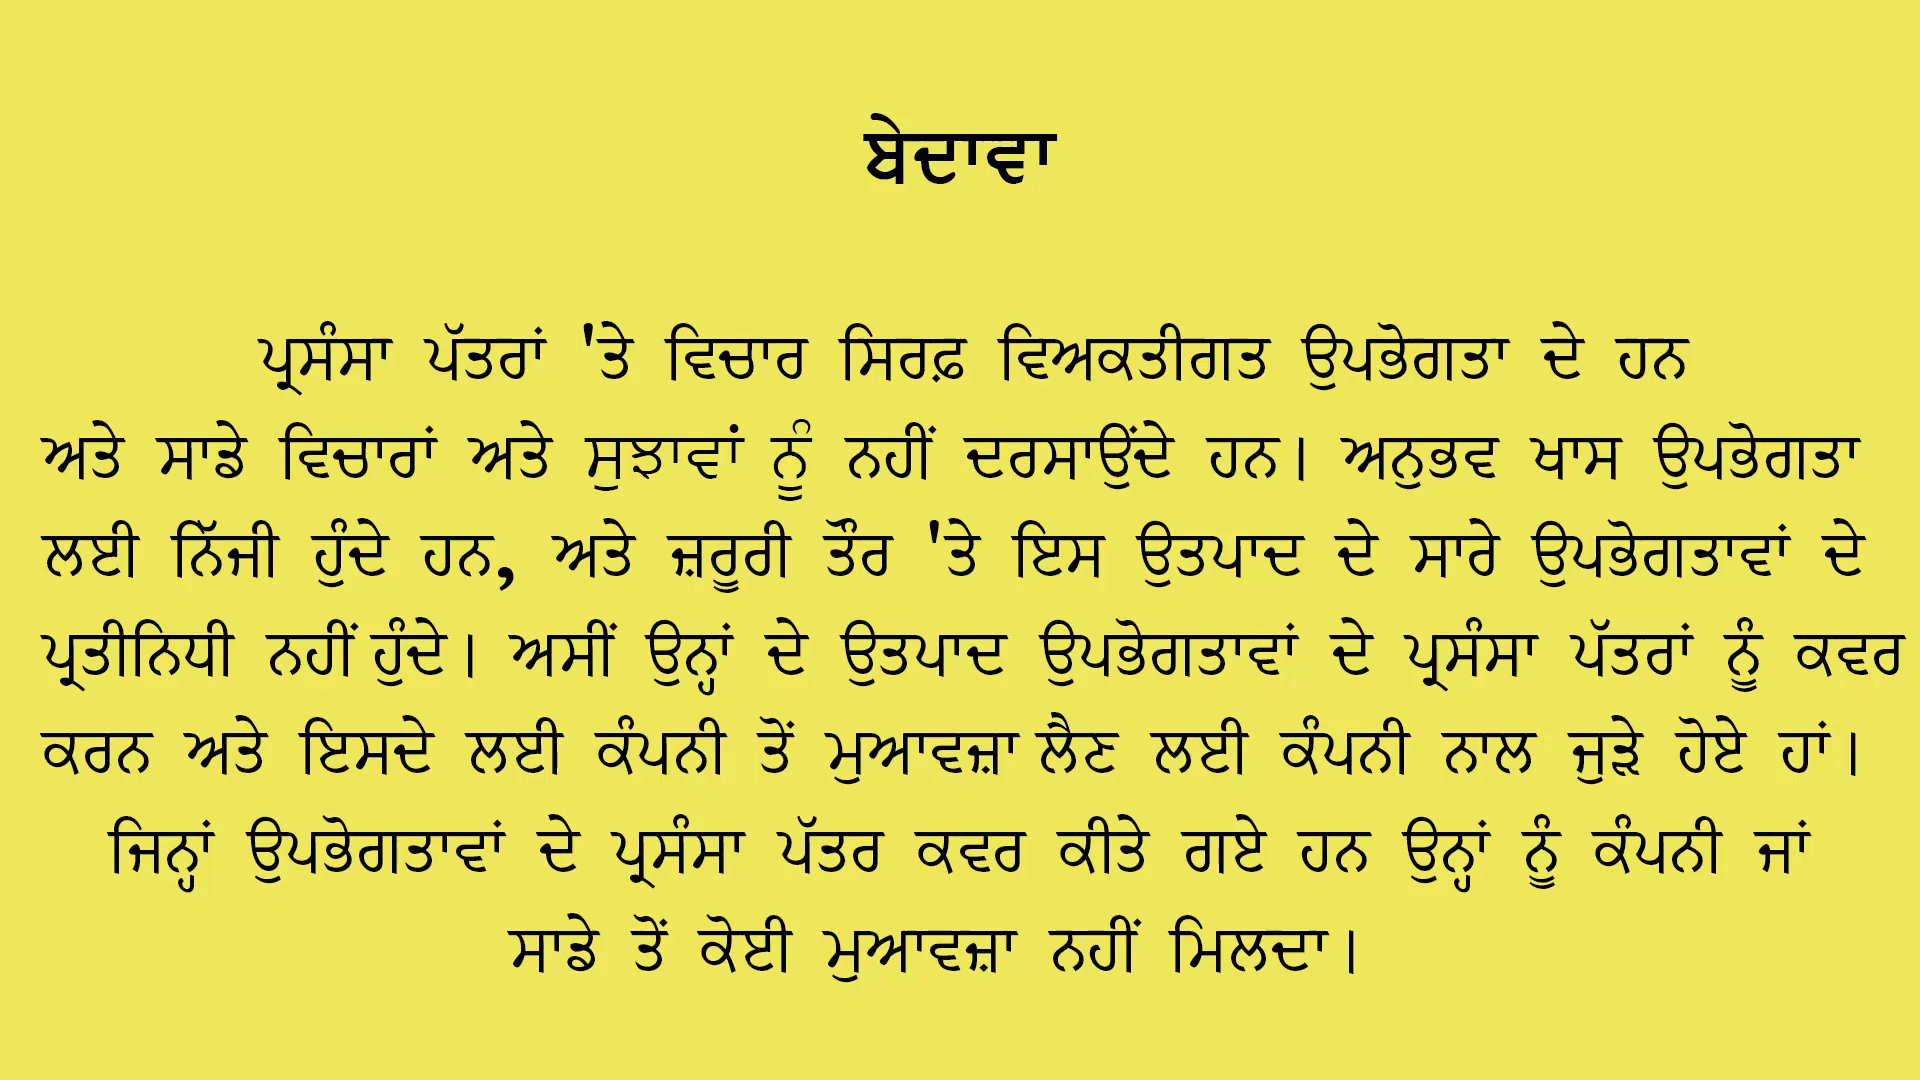 ਬੇਦਾਵਾ
ਪ੍ਰਸੰਸਾ ਪੱਤਰਾਂ 'ਤੇ ਵਿਚਾਰ ਸਿਰਫ਼ ਵਿਅਕਤੀਗਤ ਉਪਭੋਗਤਾ ਦੇ ਹਨ
ਅਤੇ ਸਾਡੇ ਵਿਚਾਰਾਂ ਅਤੇ ਸੁਝਾਵਾਂ ਨੂੰ ਨਹੀਂ ਦਰਸਾਉਂਦੇ ਹਨ। ਅਨੁਭਵ ਖਾਸ ਉਪਭੋਗਤਾ
ਲਈ ਨਿੱਜੀ ਹੁੰਦੇ ਹਨ, ਅਤੇ ਜ਼ਰੂਰੀ ਤੌਰ 'ਤੇ ਇਸ ਉਤਪਾਦ ਦੇ ਸਾਰੇ ਉਪਭੋਗਤਾਵਾਂ ਦੇ
ਪ੍ਰਤੀਨਿਧੀ ਨਹੀਂ ਹੁੰਦੇ। ਅਸੀਂ ਉਨ੍ਹਾਂ ਦੇ ਉਤਪਾਦ ਉਪਭੋਗਤਾਵਾਂ ਦੇ ਪ੍ਰਸੰਸਾ ਪੱਤਰਾਂ ਨੂੰ ਕਵਰ
ਕਰਨ ਅਤੇ ਇਸਦੇ ਲਈ ਕੰਪਨੀ ਤੋਂ ਮੁਆਵਜ਼ਾ ਲੈਣ ਲਈ ਕੰਪਨੀ ਨਾਲ ਜੁੜੇ ਹੋਏ ਹਾਂ।
ਜਿਨ੍ਹਾਂ ਉਪਭੋਗਤਾਵਾਂ ਦੇ ਪ੍ਰਸੰਸਾ ਪੱਤਰ ਕਵਰ ਕੀਤੇ ਗਏ ਹਨ ਉਨ੍ਹਾਂ ਨੂੰ ਕੰਪਨੀ ਜਾਂ
ਸਾਡੇ ਤੋਂ ਕੋਈ ਮੁਆਵਜ਼ਾ ਨਹੀਂ ਮਿਲਦਾ।